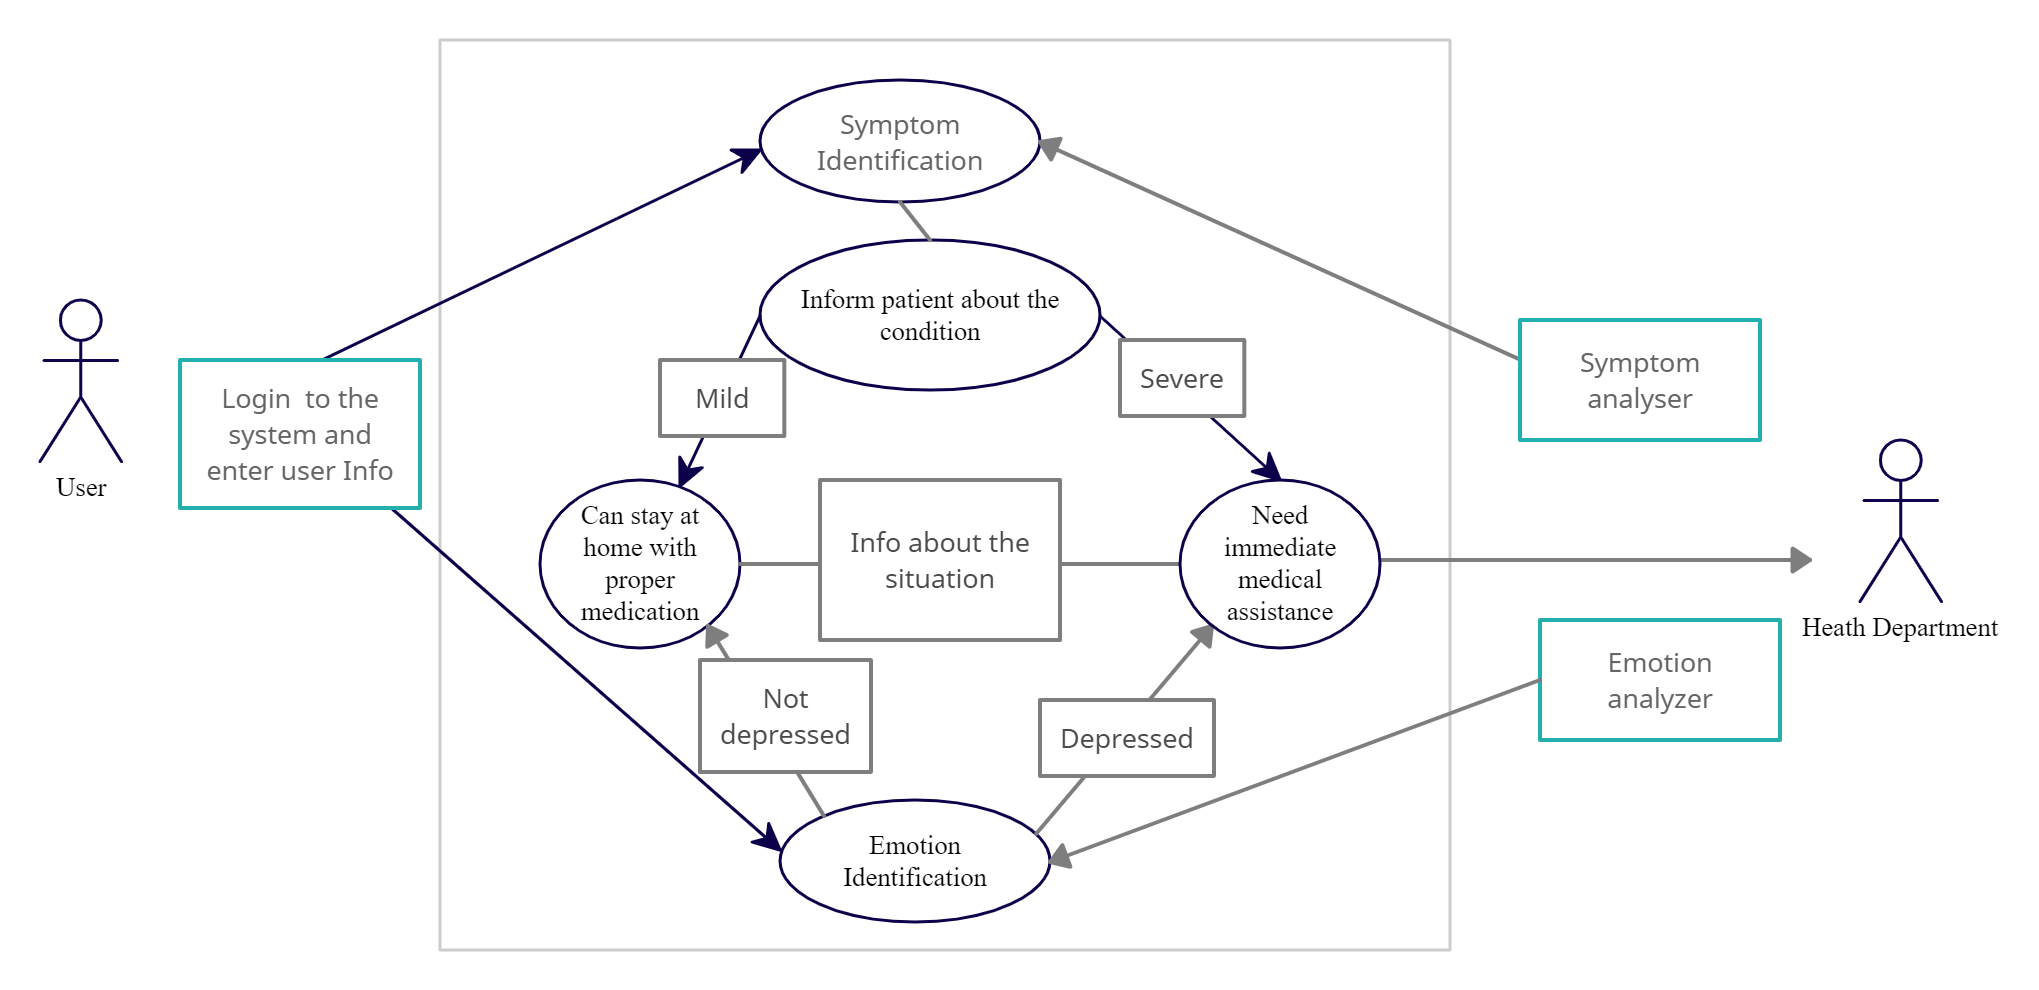 Symptom
Identification
Inform patient about the
condition
Mild
Severe
Symptom
analyser
Login  to the
system and
enter user Info
User
Can stay at
home with
proper
medication
Info about the
situation
Need
immediate
medical
assistance
Heath Department
Not
depressed
Depressed
Emotion
analyzer
Emotion
Identification